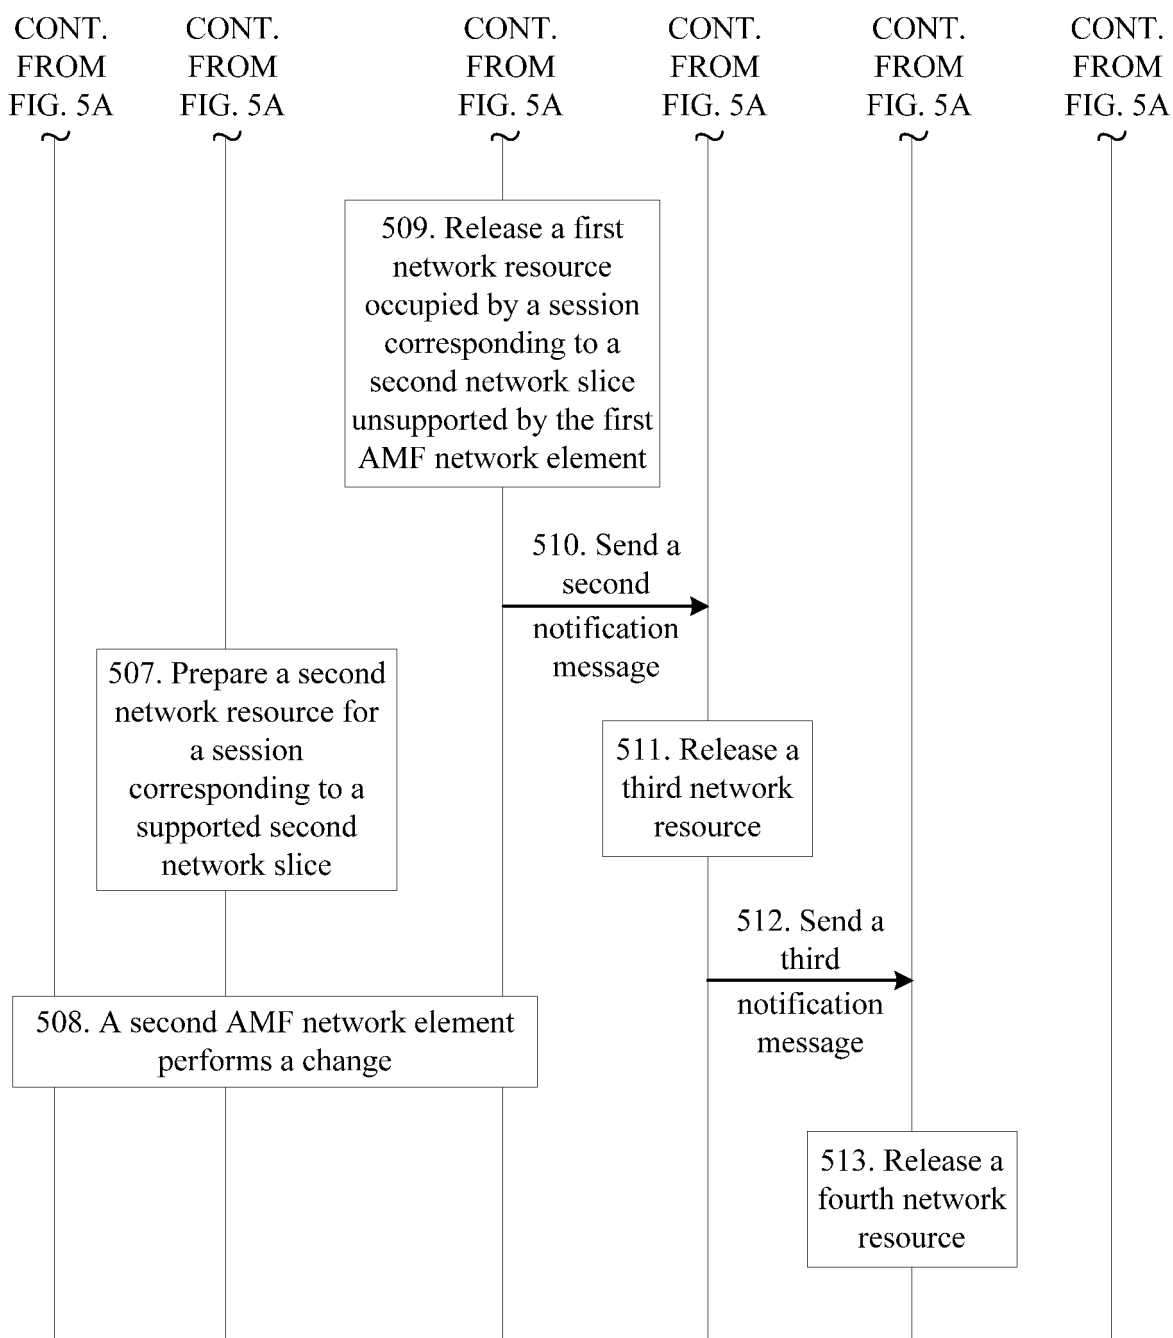 CONT.
FROM
FIG. 5A
CONT.
FROM
FIG. 5A
CONT.
FROM
FIG. 5A
CONT.
FROM
FIG. 5A
CONT.
FROM
FIG. 5A
CONT.
FROM
FIG. 5A
509. Release a first
network resource
occupied by a session
corresponding to a
second network slice
unsupported by the first
AMF network element
510. Send a
second
notification
message
507. Prepare a second
network resource for
a session
corresponding to a
supported second
network slice
511. Release a
third network
resource
512. Send a
third
notification
message
508. A second AMF network element
performs a change
513. Release a
fourth network
resource